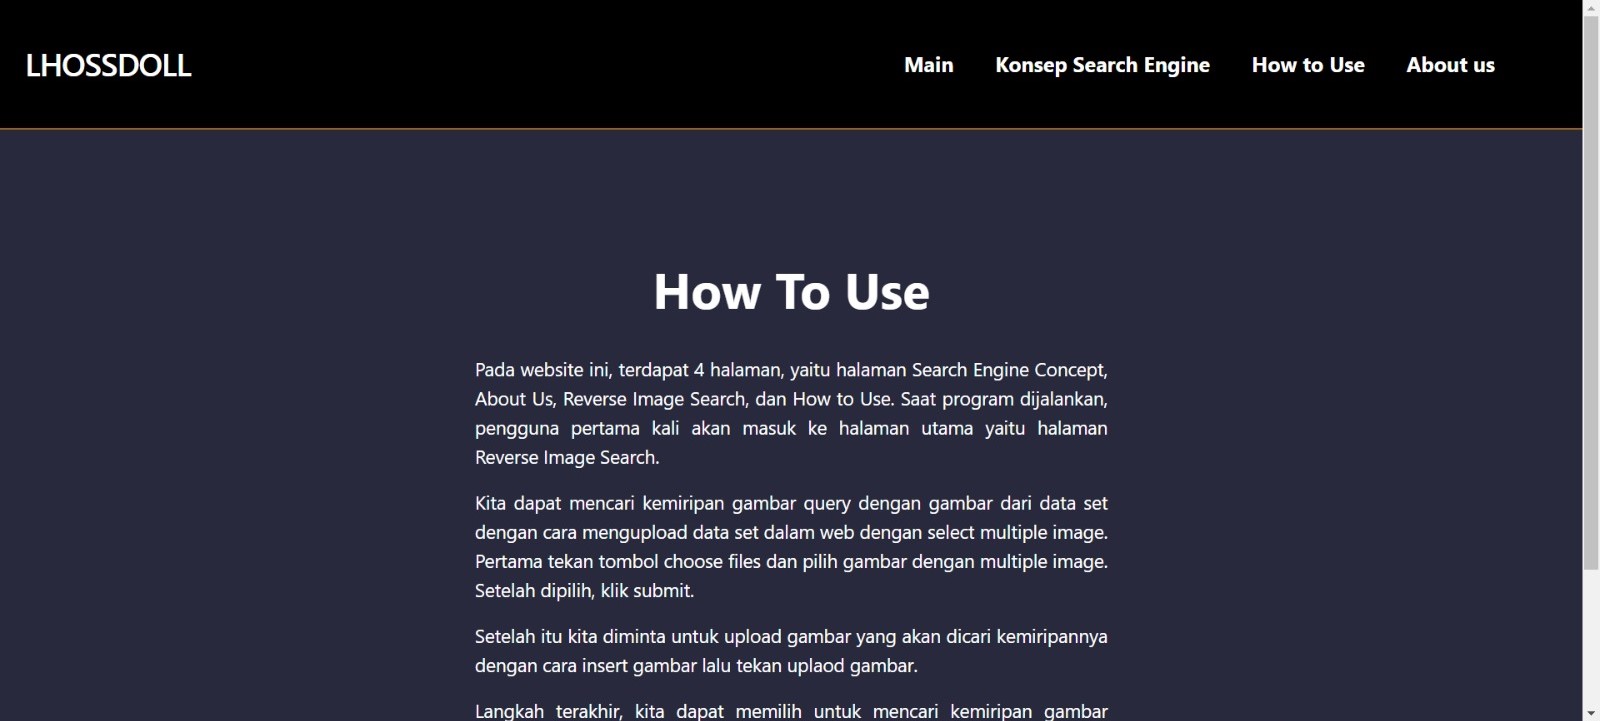 LHOSSDOLL
Main Konsep Search Engine How to Use About us
How To Use
Pada website ini, terdapat 4 halaman, yaitu halaman Search Engine Concept,
About Us, Reverse Image Search, dan How to Use. Saat program dijalankan,
pengguna pertama kali akan masuk ke halaman utama yaitu halaman
Reverse Image Search.
Kita dapat mencari kemiripan gambar query dengan gambar dari data set
dengan cara mengupload data set dalam web dengan select multiple image.
Pertama tekan tombol choose files dan pilih gambar dengan multiple image.
Setelah dipilih, klik submit.
Setelah itu kita diminta untuk upload gambar yang akan dicari kemiripannya
dengan cara insert gambar lalu tekan uplaod gambar.
Langkah terakhir, kita dapat memilih untuk mencari kemiripan gambar